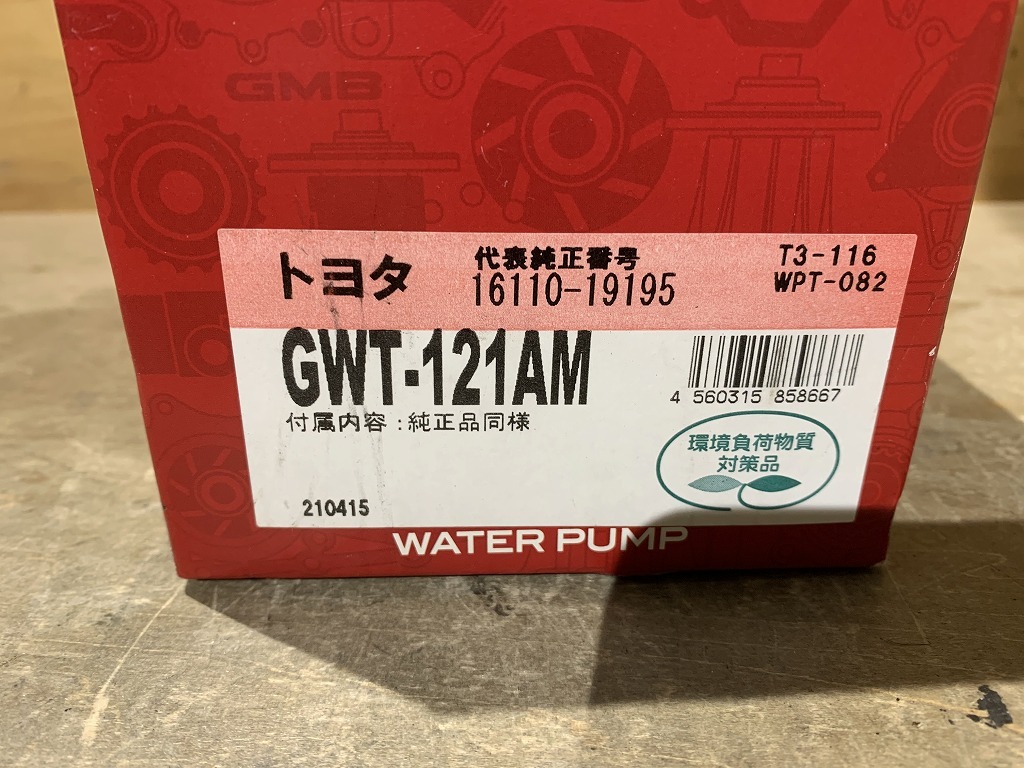 GMB
トヨタ
代表純正番号
16110-19195
T3-116
WPT-082
GWT-121AM
付属内容:純正品同様
4 560315 858667
環境負荷物質
対策品
210415
WATER PUMP